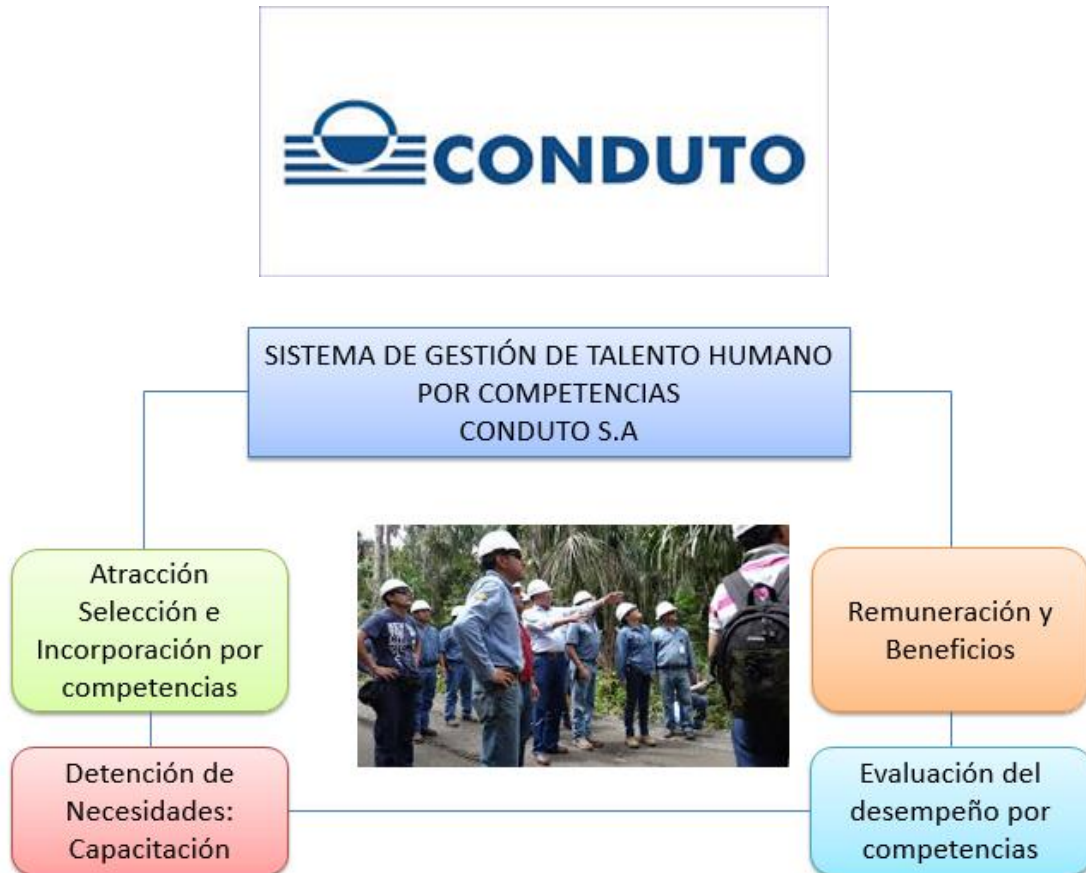 CONDUTO
SISTEMA DE GESTIÓN DE TALENTO HUMANO
POR COMPETENCIAS
CONDUTO S.A
Atracción
Selección e
Incorporación por
competencias
Remuneración y
Beneficios
Detención de
Necesidades:
Capacitación
Evaluación del
desempeño por
competencias